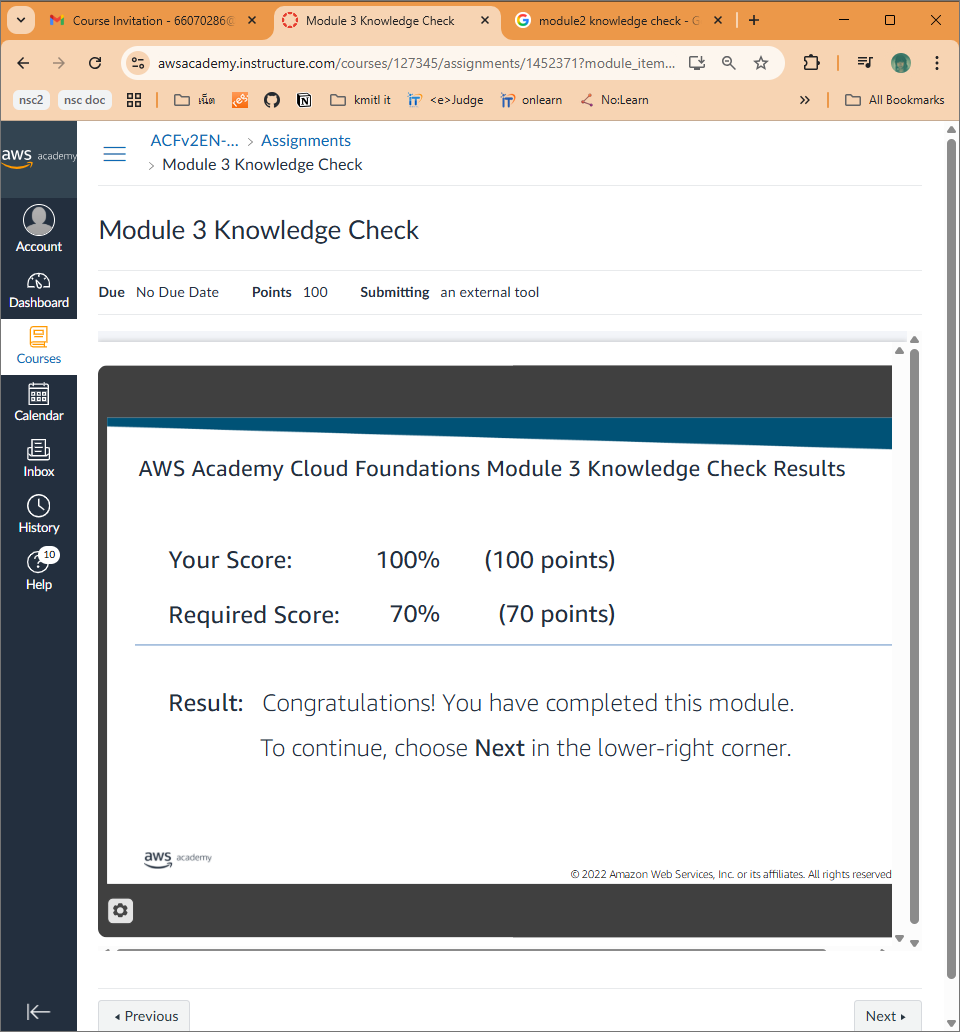 Course Invitation - 66070286@
Module 3 Knowledge Check
module2 knowledge check - G
awsacademy.instructure.com/courses/127345/assignments/1452371?module_item...
nsc2
nsc doc
เน็ต
kmitl it
<e>Judge
onlearn
No:Learn
»
All Bookmarks
aws academy
Account
Dashboard
Courses
Calendar
Inbox
History
10
Help
ACFv2EN-... > Assignments
> Module 3 Knowledge Check
Module 3 Knowledge Check
Due No Due Date Points 100 Submitting an external tool
AWS Academy Cloud Foundations Module 3 Knowledge Check Results
Your Score: 100% (100 points)
Required Score: 70% (70 points)
Result: Congratulations! You have completed this module.
To continue, choose Next in the lower-right corner.
aws academy
© 2022 Amazon Web Services, Inc. or its affiliates. All rights reserved
Previous
Next